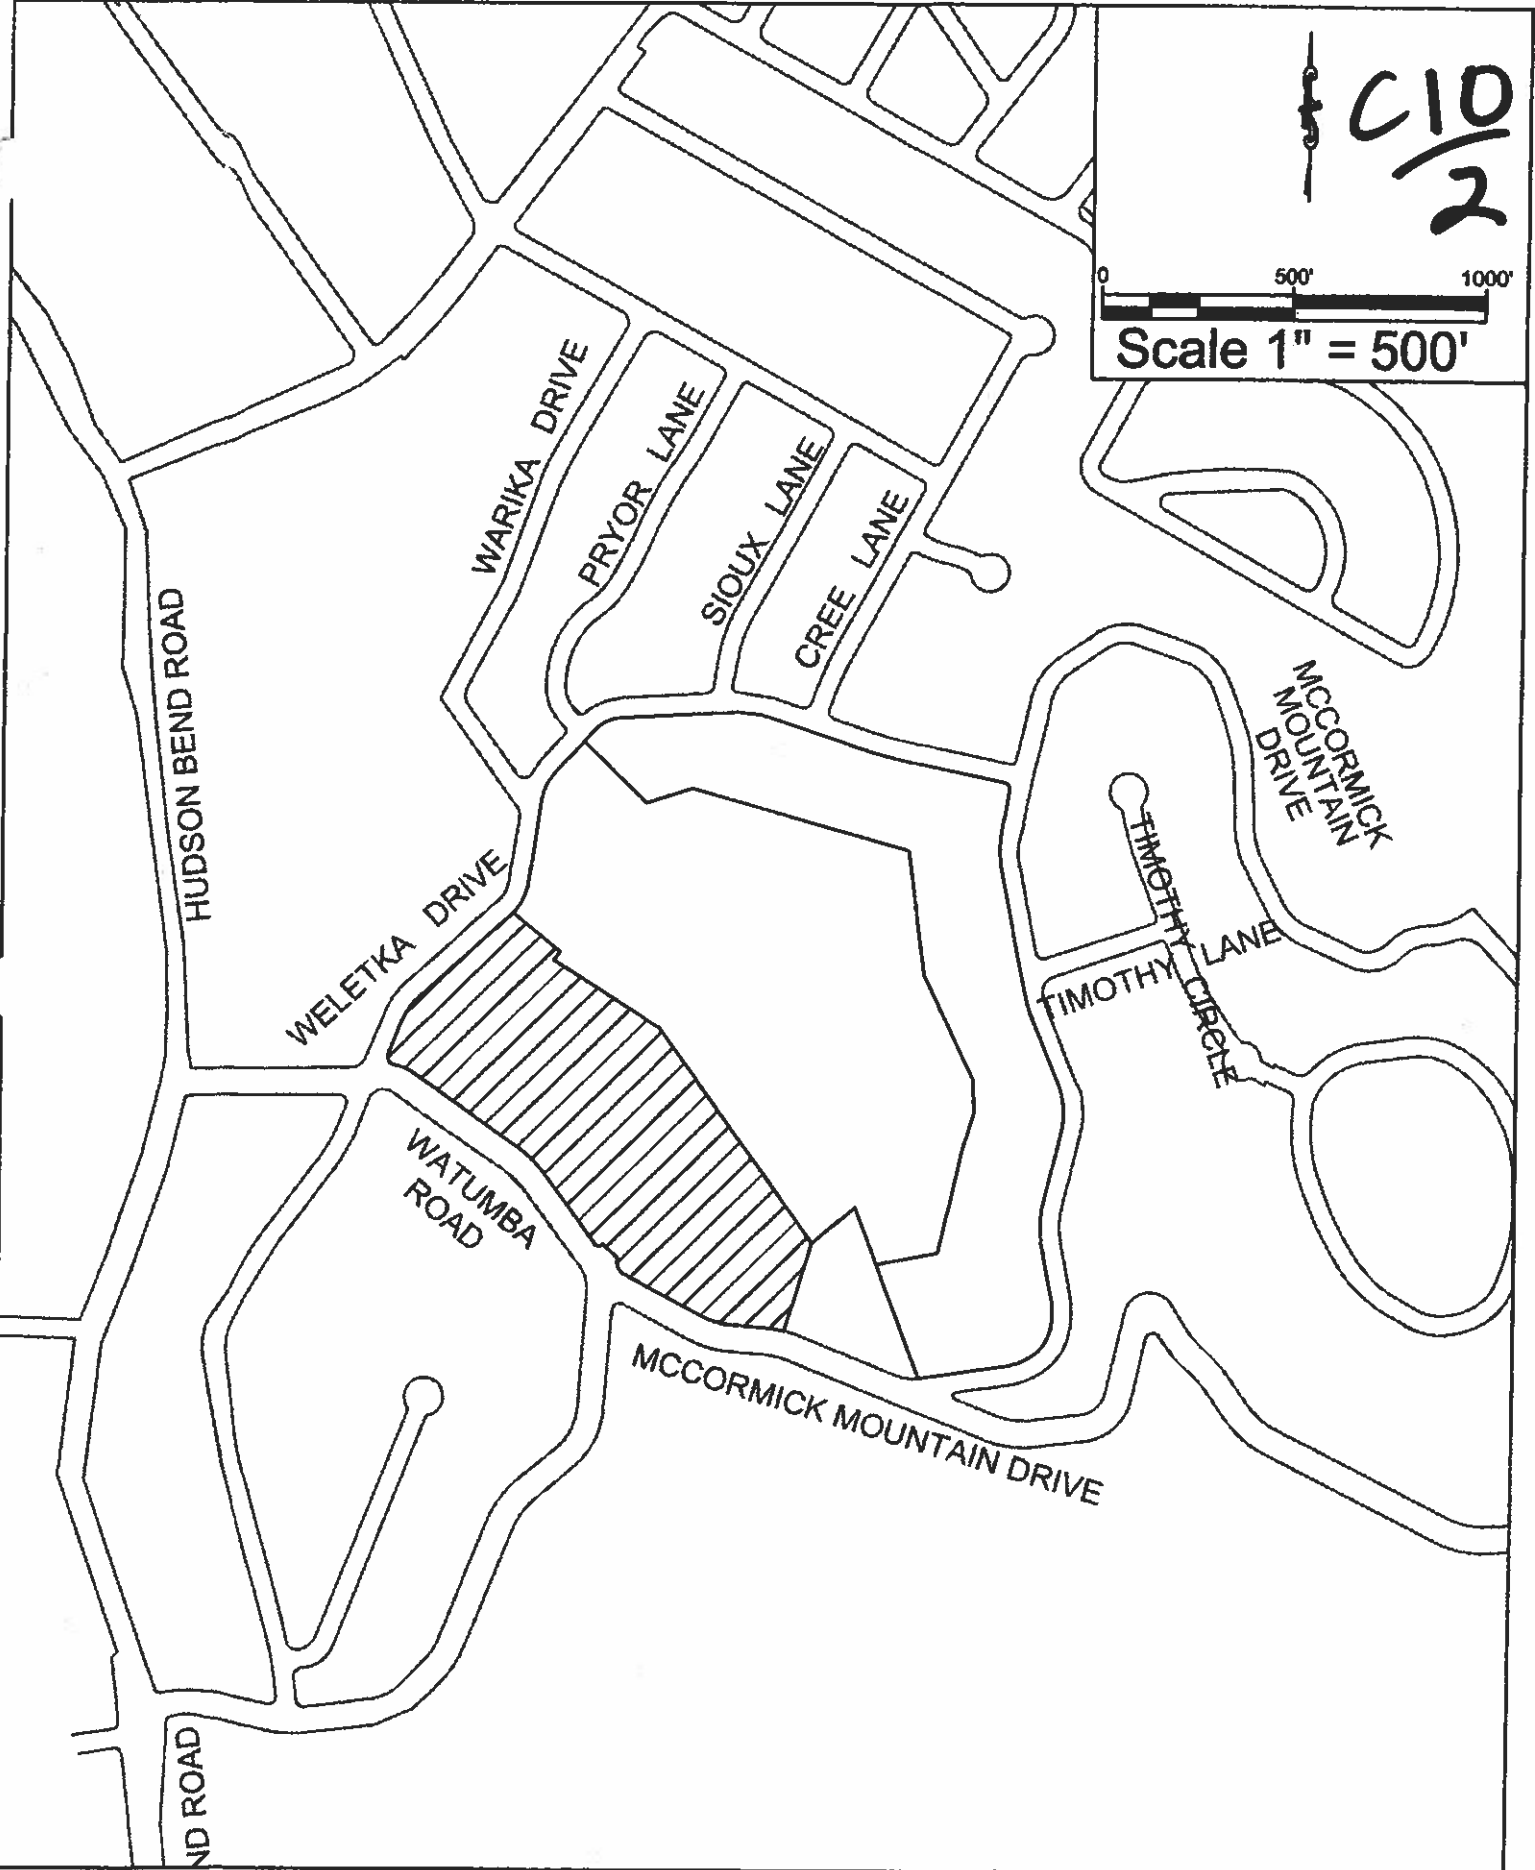 C10
2
0 500' 1000'
Scale 1" = 500'
WARIKA DRIVE
PRYOR LANE
SIOUX LANE
CREE LANE
HUDSON BEND ROAD
MCCORMICK
MOUNTAIN
DRIVE
TIMOTHY CIRCLE
TIMOTHY LANE
WELETKA DRIVE
WATUMBA
ROAD
MCCORMICK MOUNTAIN DRIVE
ND ROAD